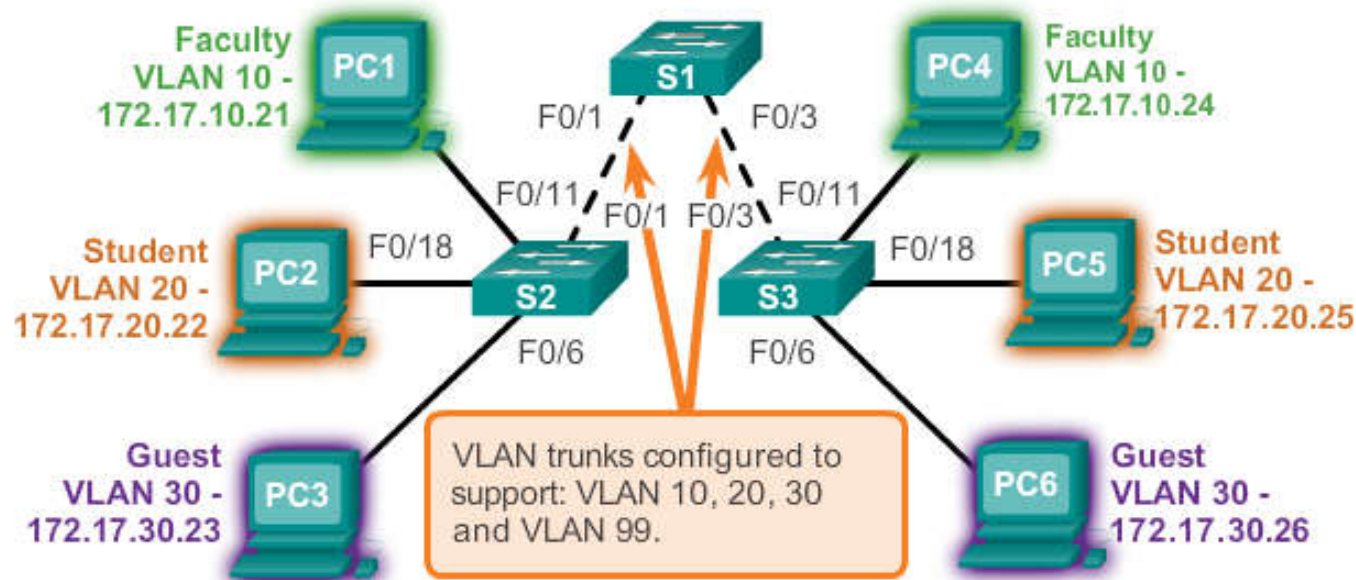 Faculty
VLAN 10 -
172.17.10.21
PC1
S1
PC4
Faculty
VLAN 10 -
172.17.10.24
F0/1
F0/3
F0/11
F0/1
F0/3
F0/11
Student
VLAN 20 -
172.17.20.22
PC2
F0/18
S2
S3
F0/18
PC5
Student
VLAN 20 -
172.17.20.25
F0/6
F0/6
Guest
VLAN 30 -
172.17.30.23
PC3
VLAN trunks configured to
support: VLAN 10, 20, 30
and VLAN 99.
PC6
Guest
VLAN 30 -
172.17.30.26